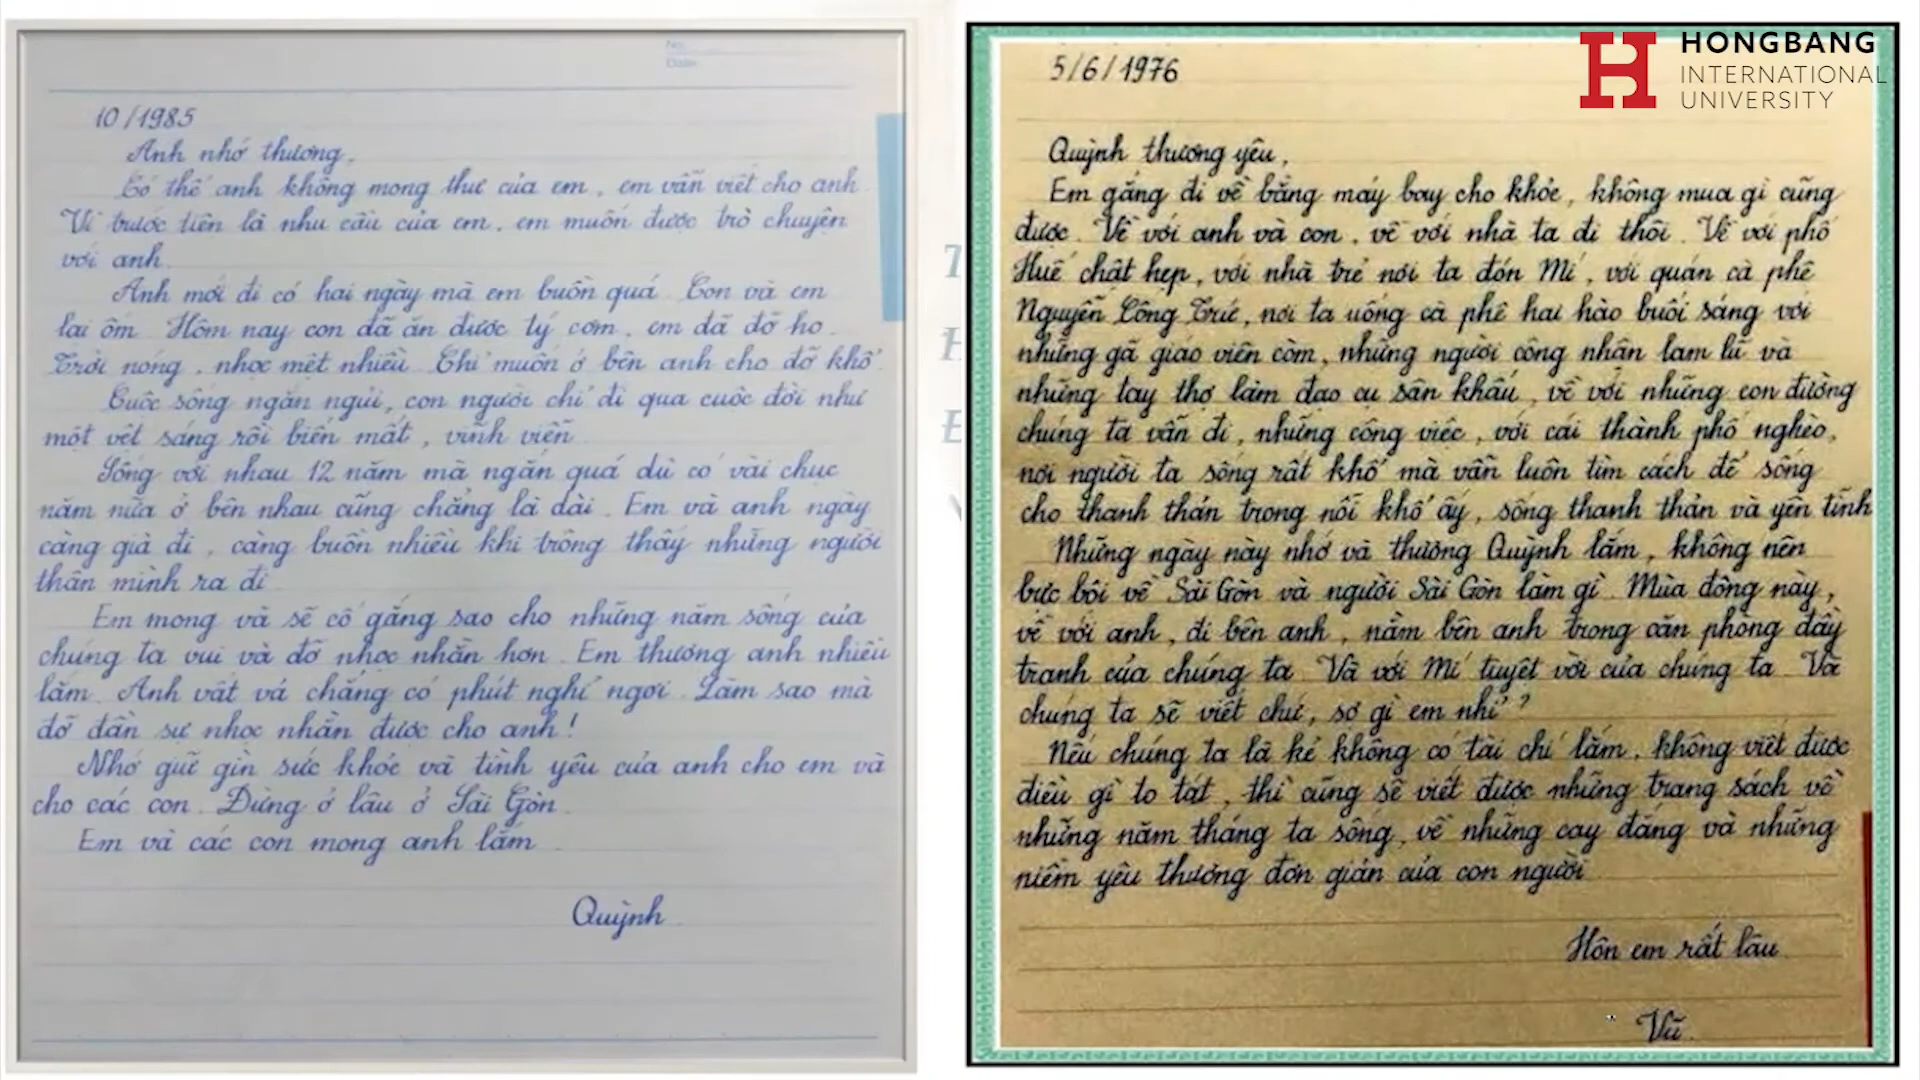 No:
Date:
10/1985
Anh nhớ thương,
Có thể anh không mong thư của em, em vẫn viết cho anh
Vì trước tiên là nhu cầu của em, em muốn được trò chuyện
với anh.
Anh mới đi có hai ngày mà em buồn quá. Con và em
lại ốm. Hôm nay con đã ăn được tý cơm, em đã đỡ ho.
Trời nóng, nhọc mệt nhiều. Chỉ muốn ở bên anh cho đỡ khổ.
Cuộc sống ngắn ngủi, con người chỉ đi qua cuộc đời như
một vệt sáng rồi biến mất, vĩnh viễn.
Sống với nhau 12 năm mà ngắn quá dù có vài chục
năm nữa ở bên nhau cũng chẳng là dài. Em và anh ngày
càng già đi, càng buồn nhiều khi trông thấy những người
thân mình ra đi.
Em mong và sẽ cố gắng sao cho những năm sống của
chúng ta vui và đỡ nhọc nhằn hơn. Em thương anh nhiều
lắm. Anh vất vả chẳng có phút nghỉ ngơi. Làm sao mà
đỡ đần sự nhọc nhằn được cho anh!
Nhớ giữ gìn sức khỏe và tình yêu của anh cho em và
cho các con. Đừng ở lâu ở Sài Gòn.
Em và các con mong anh lắm.
Quỳnh
HONGBANG
INTERNATIONAL
UNIVERSITY
5/6/1976
Quỳnh thương yêu,
Em gắng đi về bằng máy bay cho khỏe, không mua gì cũng
được. Về với anh và con, về với nhà ta đi thôi. Về với phố
Huế chật hẹp, với nhà trẻ nơi ta đón Mí, với quán cà phê
Nguyễn Công Trứ, nơi ta uống cà phê hai hào buổi sáng với
những gã giáo viên còm, những người công nhân lam lũ và
những tay thợ làm đạo cụ sân khấu, về với những con đường
chúng ta vẫn đi, những công việc, với cái thành phố nghèo,
nơi người ta sống rất khổ mà vẫn luôn tìm cách để sống
cho thanh thản trong nỗi khổ ấy, sống thanh thản và yên tĩnh
Những ngày này nhớ và thương Quỳnh lắm, không nên
bực bội về Sài Gòn và người Sài Gòn làm gì. Mùa đông này,
về với anh, đi bên anh, nằm bên anh trong căn phòng đầy
tranh của chúng ta. Và với Mí tuyệt vời của chúng ta. Và
chúng ta sẽ viết chứ, sợ gì em nhỉ?
Nếu chúng ta là kẻ không có tài chi lắm, không viết được
điều gì to tát, thì cũng sẽ viết được những trang sách về
những năm tháng ta sống, về những cay đắng và những
niềm yêu thương đơn giản của con người
Hôn em rất lâu
Vũ